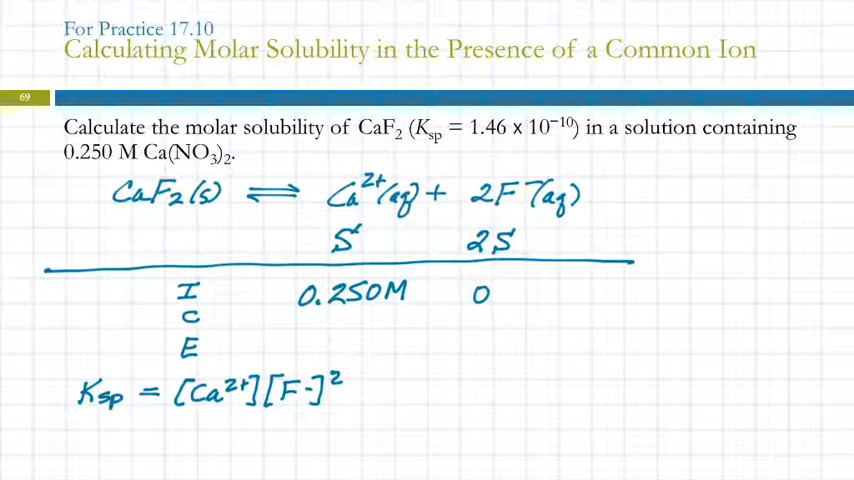 For Practice 17.10
Calculating Molar Solubility in the Presence of a Common Ion
69
Calculate the molar solubility of CaF₂ (Ksp = 1.46 x 10⁻¹⁰) in a solution containing
0.250 M Ca(NO₃)₂.
CaF₂(s) ⇌ Ca²⁺(aq) + 2F⁻(aq)
S 2S
I 0.250M 0
C
E
Ksp = [Ca²⁺][F⁻]²